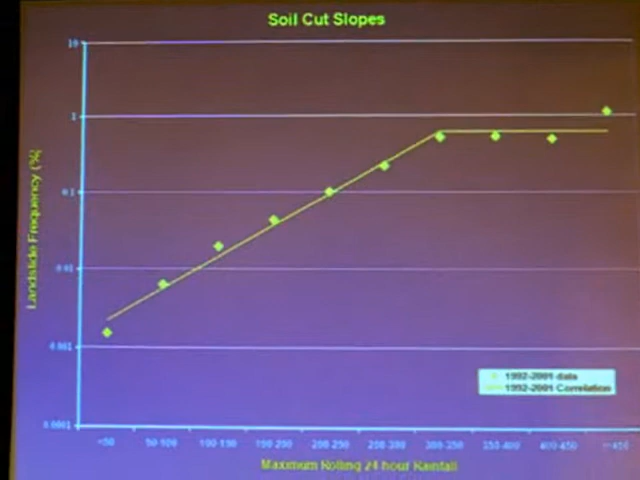 Soil Cut Slopes
10
1
0.1
0.01
0.001
0.0001
Landslide Frequency (%)
<50 50-100 100-150 150-200 200-250 250-300 300-350 350-400 400-450 >=450
Maximum Rolling 24 hour Rainfall
1992-2001 data
1992-2001 Correlation